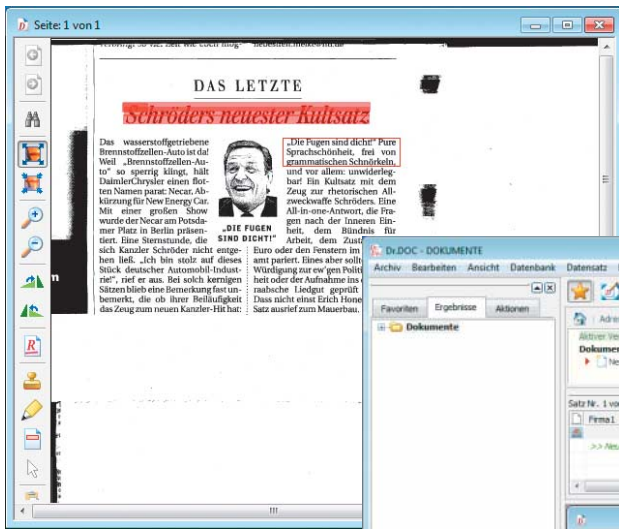 Seite: 1 von 1
DAS LETZTE
Schröders neuester Kultsatz
Das wasserstoffgetriebene
Brennstoffzellen-Auto ist da!
Weil „Brennstoffzellen-Au-
to" so sperrig klingt, hält
DaimlerChrysler einen flot-
ten Namen parat: Necar, Ab-
kürzung für New Energy Car.
Mit einer großen Show
wurde der Necar am Potsda-
mer Platz in Berlin präsen-
tiert. Eine Sternstunde, die
sich Kanzler Schröder nicht entge-
hen ließ. „Ich bin stolz auf dieses
Stück deutscher Automobil-Indust-
rie!", rief er aus. Bei solch kernigen
Sätzen blieb eine Bemerkung fast un-
bemerkt, die ob ihrer Beiläufigkeit
das Zeug zum neuen Kanzler-Hit hat:
„DIE FUGEN
SIND DICHT!"
„Die Fugen sind dicht!" Pure
Sprachschönheit, frei von
grammatischen Schnörkeln,
und vor allem: unwiderleg-
bar! Ein Kultsatz mit dem
Zeug zur rhetorischen All-
zweckwaffe Schröders. Eine
All-in-one-Antwort, die Fra-
gen nach der Inneren Ein-
heit, dem Bündnis für
Arbeit, dem Zust
Euro oder den Fenstern im
amt pariert. Eines aber sollt
Würdigung zur ew'gen Polit
heit oder der Aufnahme ins
raabsche Liedgut geprüft
Dass nicht einst Erich Hone
Satz ausrief zum Mauerbau.
Dr.DOC - DOKUMENTE
Archiv Bearbeiten Ansicht Datenbank Datensatz
Favoriten Ergebnisse Aktionen
Dokumente
Adre
Aktiver Ve
Dokume
Ne
Satz Nr. 1 vo
Firma1
>> Neu